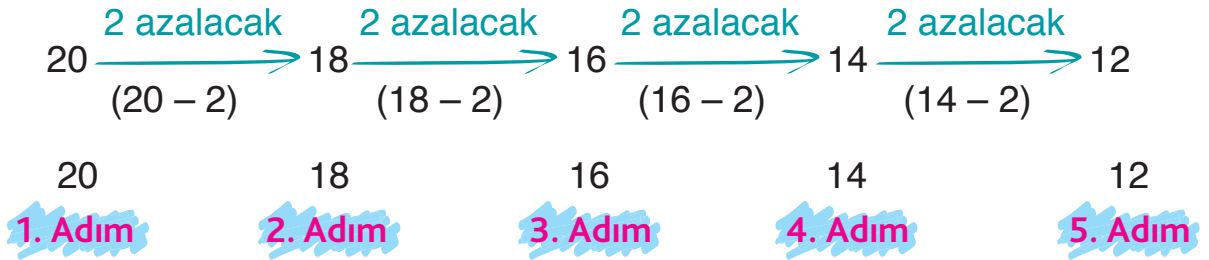 2 azalacak 2 azalacak 2 azalacak 2 azalacak
20 18 16 14 12
(20 – 2) (18 – 2) (16 – 2) (14 – 2)
20 18 16 14 12
1. Adım 2. Adım 3. Adım 4. Adım 5. Adım